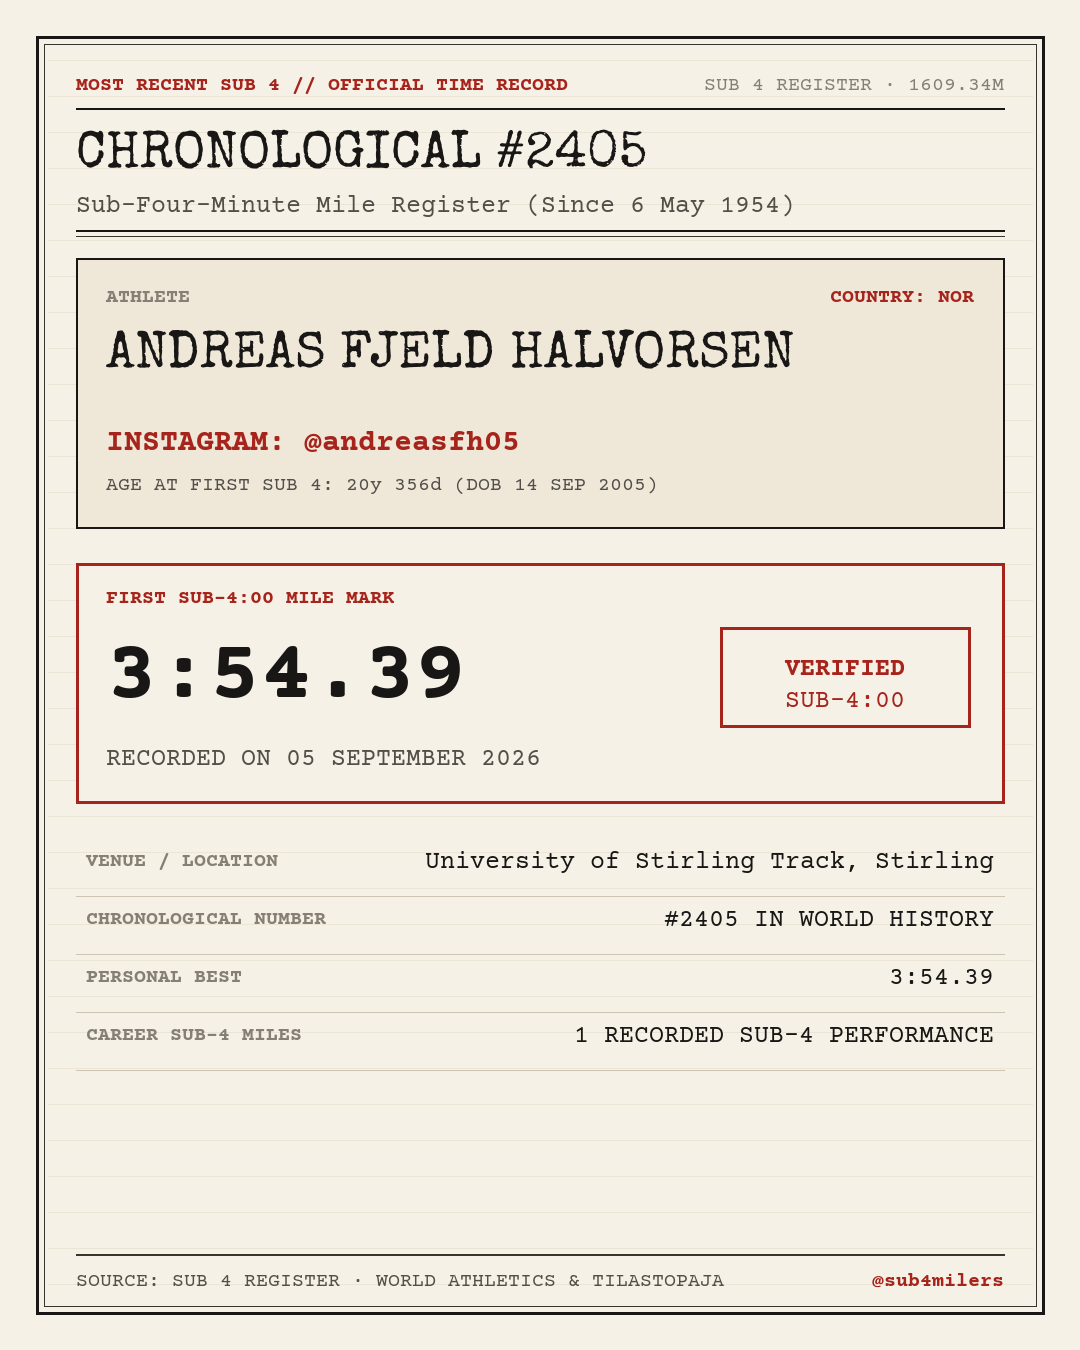 MOST RECENT SUB 4 // OFFICIAL TIME RECORD
SUB 4 REGISTER · 1609.34M
CHRONOLOGICAL #2405
Sub-Four-Minute Mile Register (Since 6 May 1954)
ATHLETE
COUNTRY: NOR
ANDREAS FJELD HALVORSEN
INSTAGRAM: @andreasfh05
AGE AT FIRST SUB 4: 20y 356d (DOB 14 SEP 2005)
FIRST SUB-4:00 MILE MARK
3:54.39
VERIFIED
SUB-4:00
RECORDED ON 05 SEPTEMBER 2026
VENUE / LOCATION
University of Stirling Track, Stirling
CHRONOLOGICAL NUMBER
#2405 IN WORLD HISTORY
PERSONAL BEST
3:54.39
CAREER SUB-4 MILES
1 RECORDED SUB-4 PERFORMANCE
SOURCE: SUB 4 REGISTER · WORLD ATHLETICS & TILASTOPAJA
@sub4milers